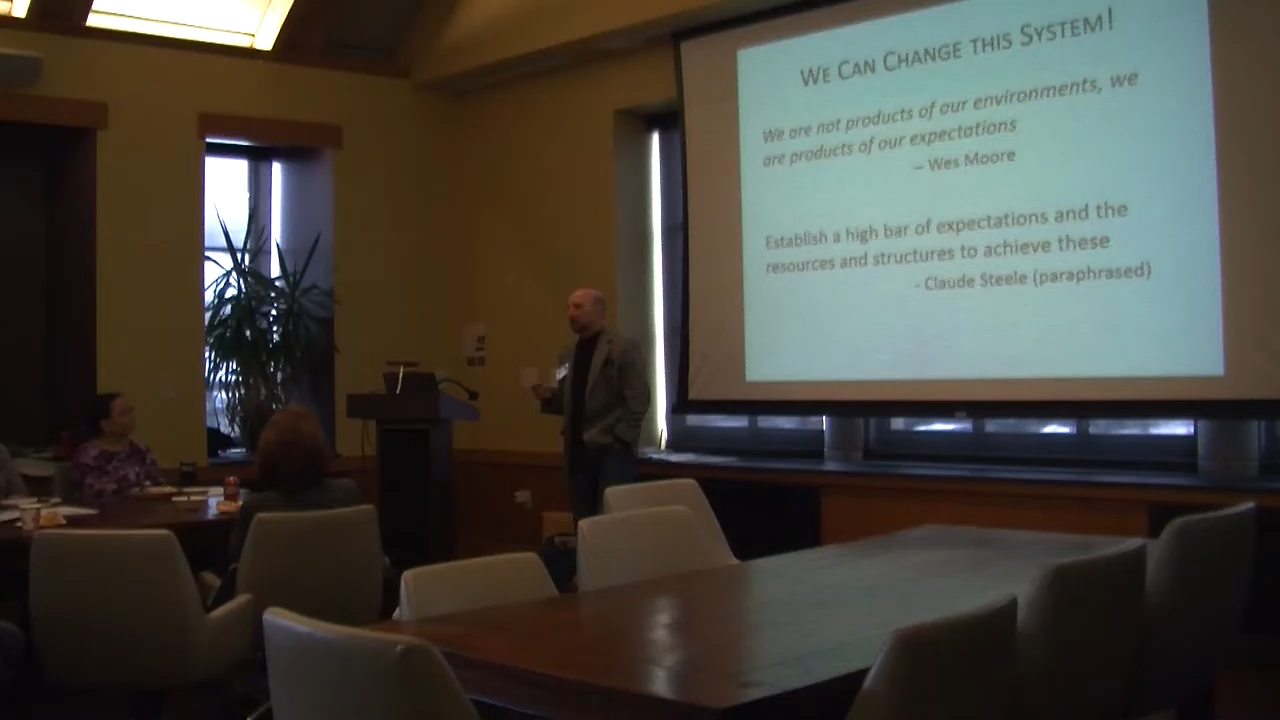 WE CAN CHANGE THIS SYSTEM!
We are not products of our environments, we
are products of our expectations
– Wes Moore
Establish a high bar of expectations and the
resources and structures to achieve these
- Claude Steele (paraphrased)